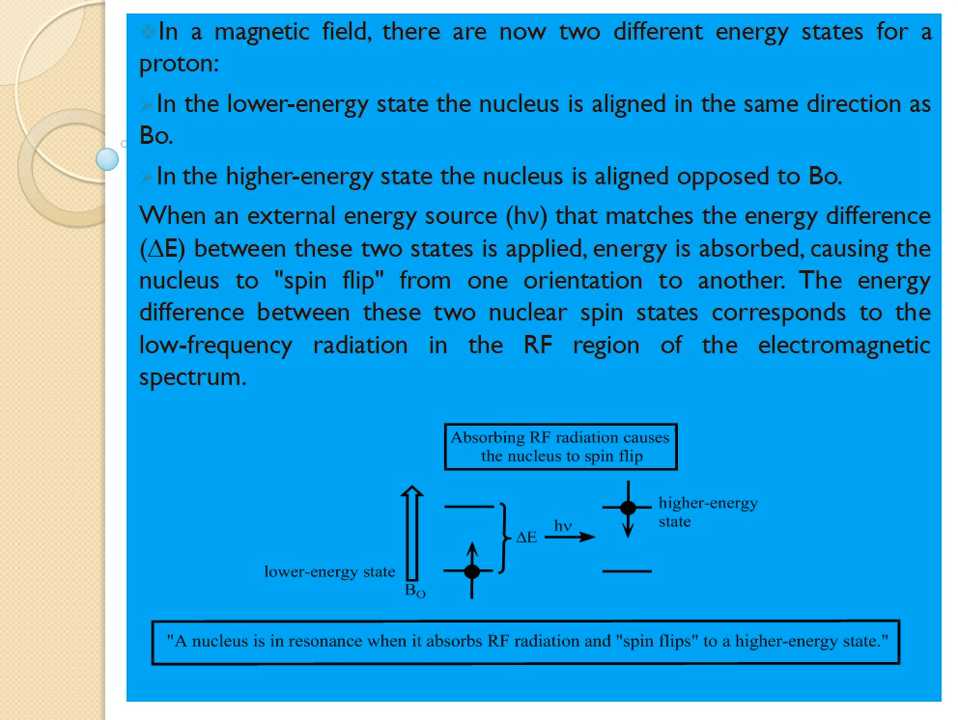 In a magnetic field, there are now two different energy states for a
proton:
In the lower-energy state the nucleus is aligned in the same direction as
Bo.
In the higher-energy state the nucleus is aligned opposed to Bo.
When an external energy source (hν) that matches the energy difference
(∆E) between these two states is applied, energy is absorbed, causing the
nucleus to "spin flip" from one orientation to another. The energy
difference between these two nuclear spin states corresponds to the
low-frequency radiation in the RF region of the electromagnetic
spectrum.
Absorbing RF radiation causes
the nucleus to spin flip
higher-energy
state
hν
ΔE
lower-energy state
BO
"A nucleus is in resonance when it absorbs RF radiation and "spin flips" to a higher-energy state."